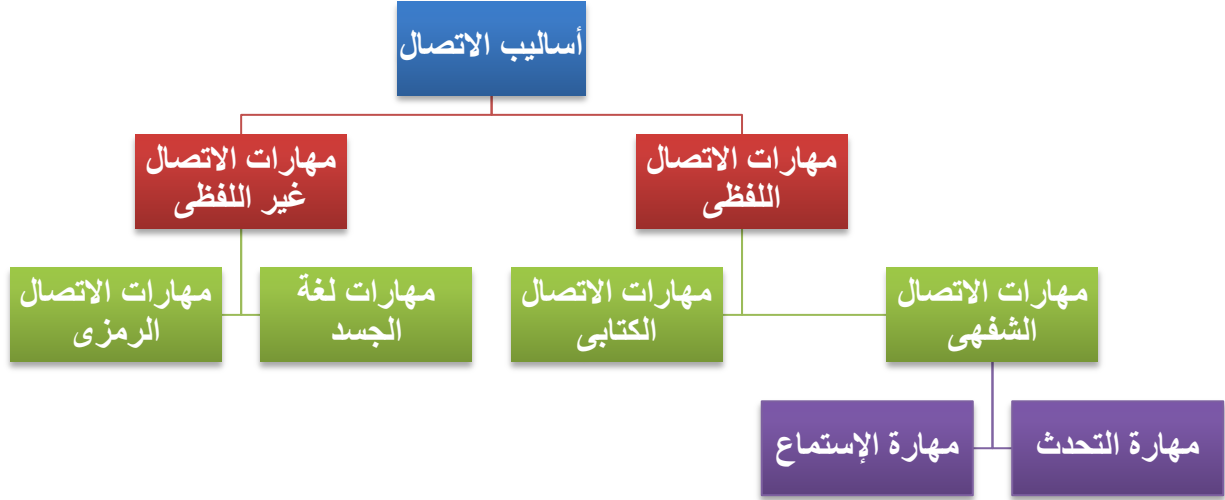 أساليب الاتصال
مهارات الاتصال
اللفظى
مهارات الاتصال
غير اللفظى
مهارات الاتصال
الشفهى
مهارات الاتصال
الكتابى
مهارات لغة
الجسد
مهارات الاتصال
الرمزى
مهارة التحدث
مهارة الإستماع